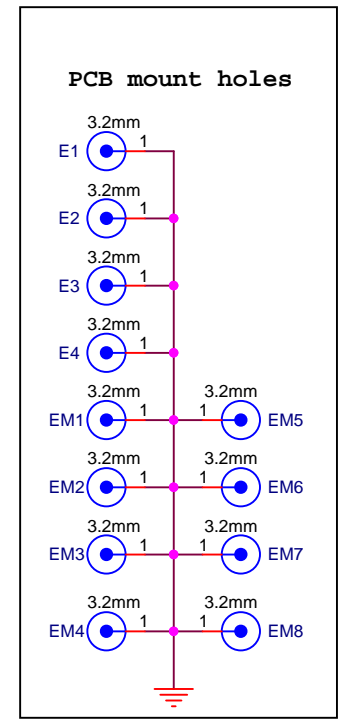 PCB mount holes
3.2mm
E1 1
3.2mm
E2 1
3.2mm
E3 1
3.2mm
E4 1
3.2mm 3.2mm
EM1 1 1 EM5
3.2mm 3.2mm
EM2 1 1 EM6
3.2mm 3.2mm
EM3 1 1 EM7
3.2mm 3.2mm
EM4 1 1 EM8